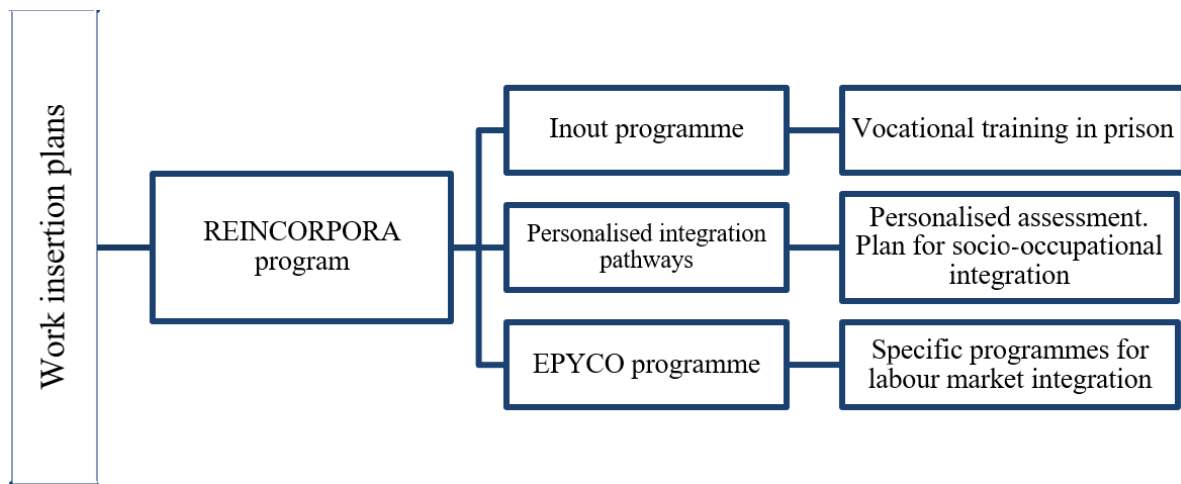 Work insertion plans
REINCORPORA
program
Inout programme
Vocational training in prison
Personalised integration
pathways
Personalised assessment.
Plan for socio-occupational
integration
EPYCO programme
Specific programmes for
labour market integration